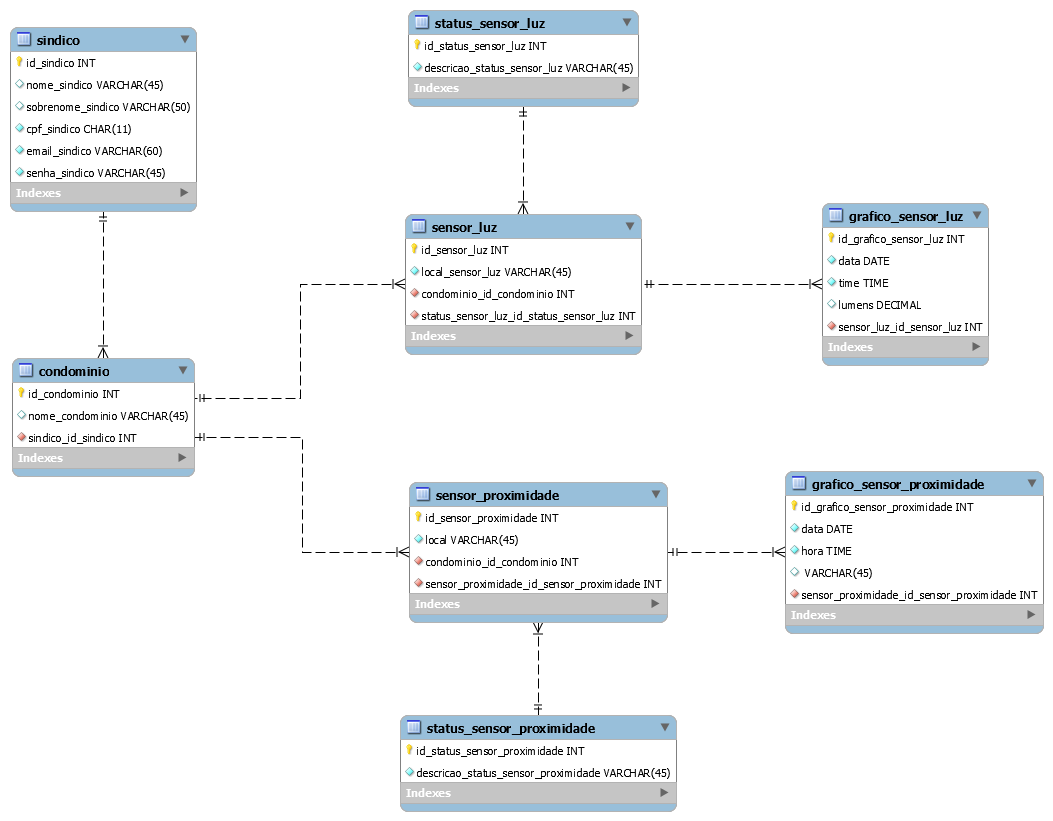 sindico
id_sindico INT
nome_sindico VARCHAR(45)
sobrenome_sindico VARCHAR(50)
cpf_sindico CHAR(11)
email_sindico VARCHAR(60)
senha_sindico VARCHAR(45)
Indexes
status_sensor_luz
id_status_sensor_luz INT
descricao_status_sensor_luz VARCHAR(45)
Indexes
sensor_luz
id_sensor_luz INT
local_sensor_luz VARCHAR(45)
condominio_id_condominio INT
status_sensor_luz_id_status_sensor_luz INT
Indexes
grafico_sensor_luz
id_grafico_sensor_luz INT
data DATE
time TIME
lumens DECIMAL
sensor_luz_id_sensor_luz INT
Indexes
condominio
id_condominio INT
nome_condominio VARCHAR(45)
sindico_id_sindico INT
Indexes
sensor_proximidade
id_sensor_proximidade INT
local VARCHAR(45)
condominio_id_condominio INT
sensor_proximidade_id_sensor_proximidade INT
Indexes
grafico_sensor_proximidade
id_grafico_sensor_proximidade INT
data DATE
hora TIME
VARCHAR(45)
sensor_proximidade_id_sensor_proximidade INT
Indexes
status_sensor_proximidade
id_status_sensor_proximidade INT
descricao_status_sensor_proximidade VARCHAR(45)
Indexes